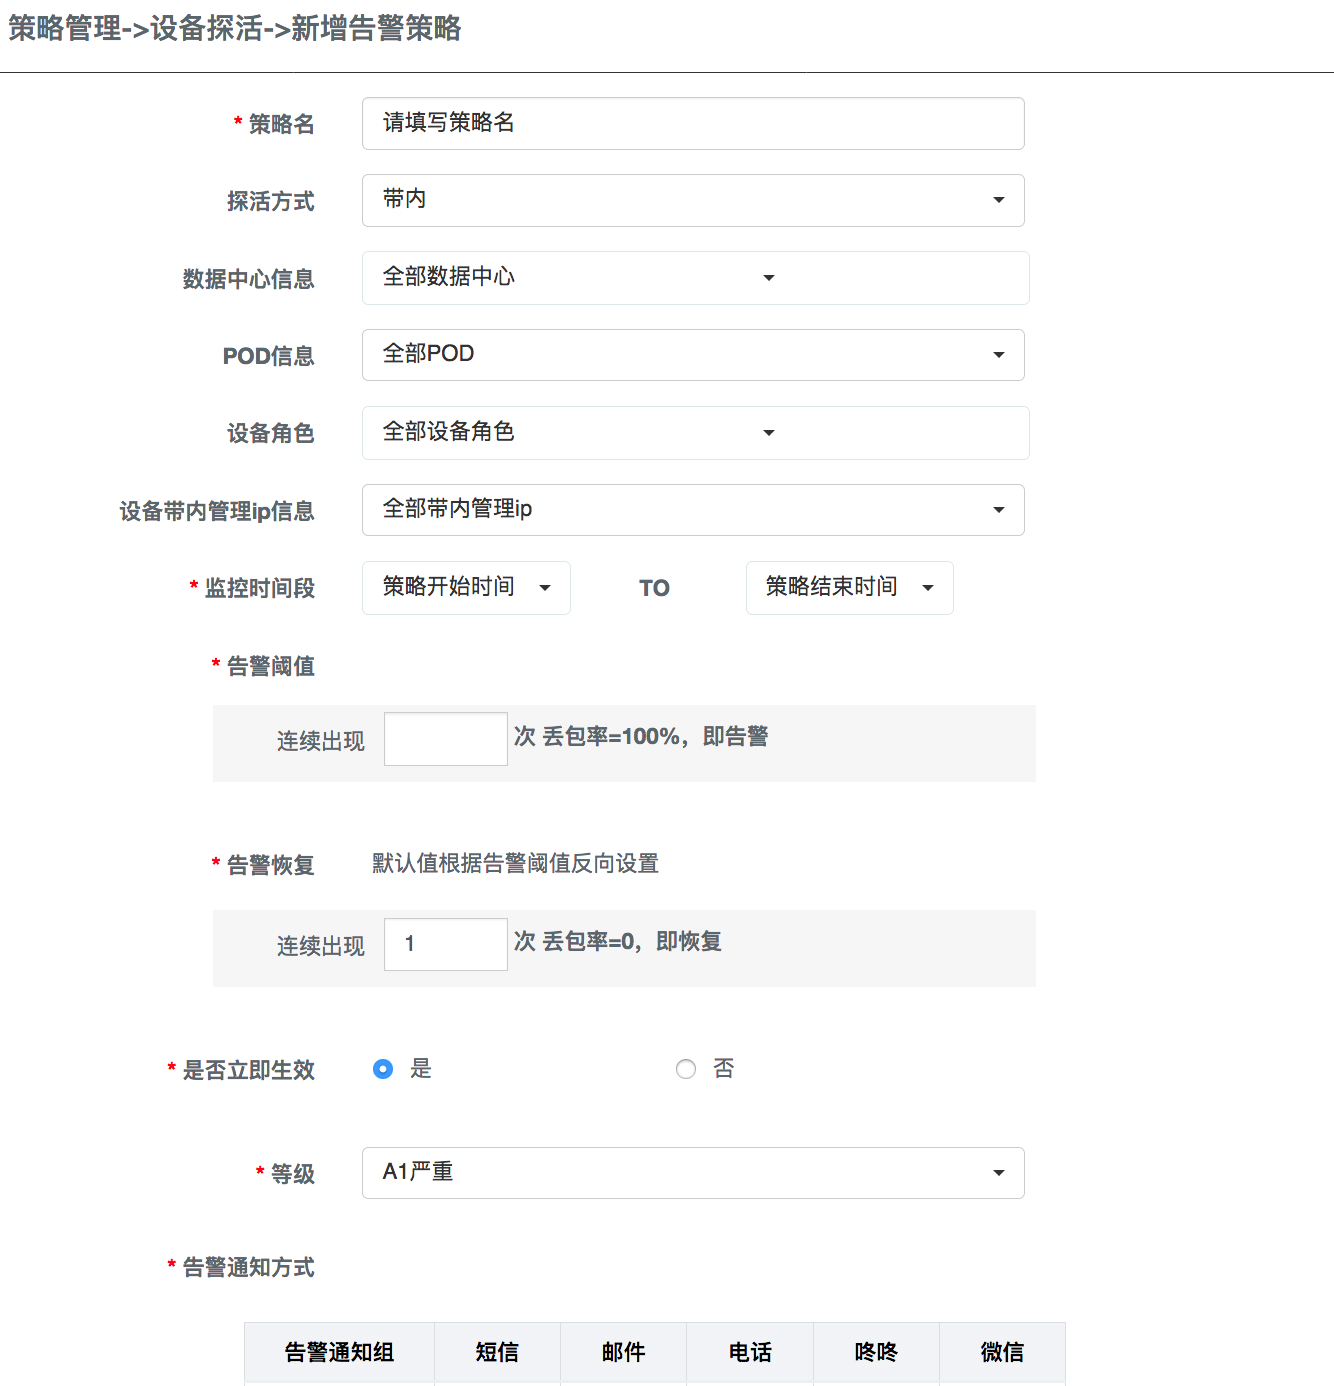 策略管理->设备探活->新增告警策略
* 策略名 请填写策略名
探活方式 带内
数据中心信息 全部数据中心
POD信息 全部POD
设备角色 全部设备角色
设备带内管理ip信息 全部带内管理ip
* 监控时间段 策略开始时间 TO 策略结束时间
* 告警阈值
连续出现 次 丢包率=100%，即告警
* 告警恢复 默认值根据告警阈值反向设置
连续出现 1 次 丢包率=0，即恢复
* 是否立即生效 是 否
* 等级 A1严重
* 告警通知方式
告警通知组 短信 邮件 电话 咚咚 微信